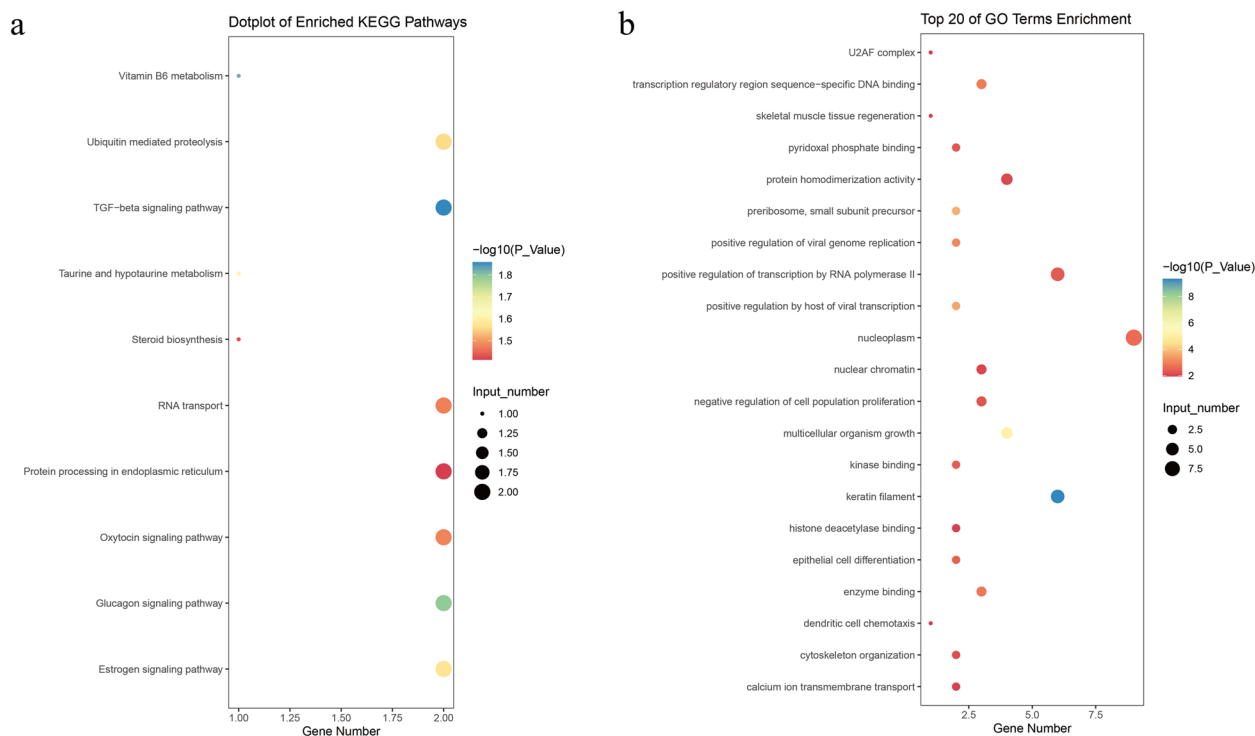 a
Dotplot of Enriched KEGG Pathways
Vitamin B6 metabolism
Ubiquitin mediated proteolysis
TGF−beta signaling pathway
Taurine and hypotaurine metabolism
Steroid biosynthesis
RNA transport
Protein processing in endoplasmic reticulum
Oxytocin signaling pathway
Glucagon signaling pathway
Estrogen signaling pathway
1.00
1.25
1.50
1.75
2.00
Gene Number
−log10(P_Value)
1.8
1.7
1.6
1.5
Input_number
1.00
1.25
1.50
1.75
2.00
b
Top 20 of GO Terms Enrichment
U2AF complex
transcription regulatory region sequence−specific DNA binding
skeletal muscle tissue regeneration
pyridoxal phosphate binding
protein homodimerization activity
preribosome, small subunit precursor
positive regulation of viral genome replication
positive regulation of transcription by RNA polymerase II
positive regulation by host of viral transcription
nucleoplasm
nuclear chromatin
negative regulation of cell population proliferation
multicellular organism growth
kinase binding
keratin filament
histone deacetylase binding
epithelial cell differentiation
enzyme binding
dendritic cell chemotaxis
cytoskeleton organization
calcium ion transmembrane transport
2.5
5.0
7.5
Gene Number
−log10(P_Value)
8
6
4
2
Input_number
2.5
5.0
7.5